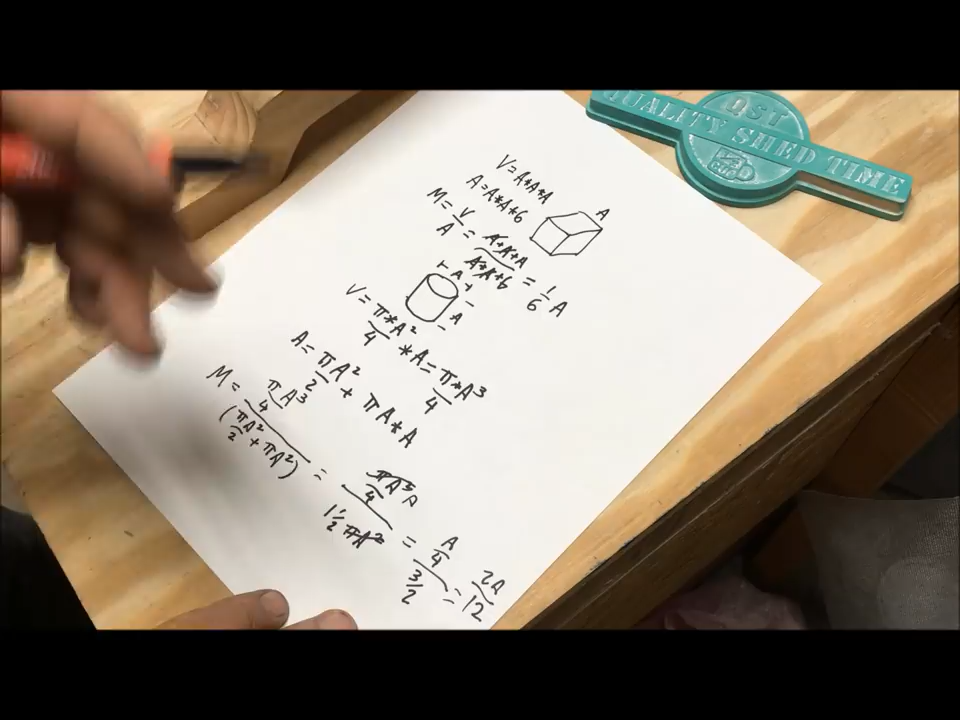 QST
QUALITY SHED TIME
V=A*A*A
A=A*A*6
A
M=V/A = A*A*A/A*A*6 = 1/6 A
A
A
V=π*A²/4 *A=π*A³/4
A=πA²/2 + πA*A
M= π/4 A³/(πA²/2+πA²) = πA³/4 A/1½πA² = A/4/3/2 = 2A/12